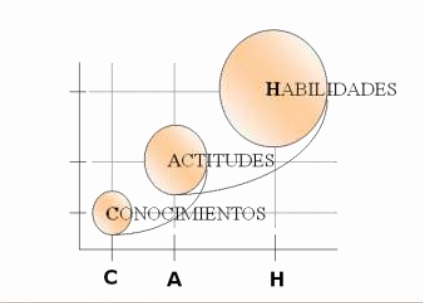 HABILIDADES
ACTITUDES
CONOCIMIENTOS
C A H